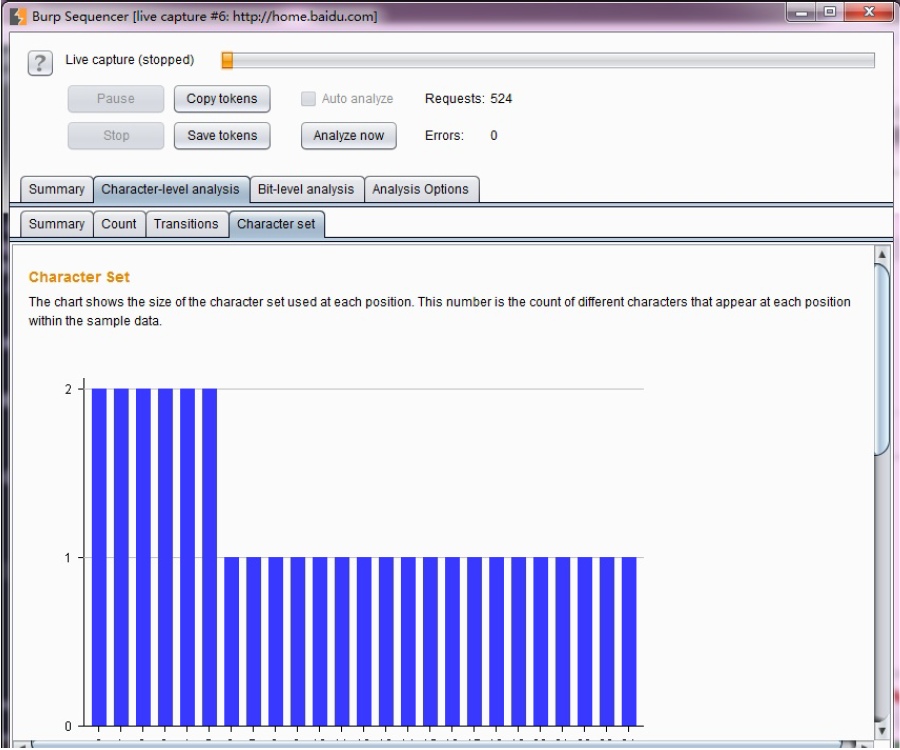 Burp Sequencer [live capture #6: http://home.baidu.com]
? Live capture (stopped)
Pause Copy tokens Auto analyze Requests: 524
Stop Save tokens Analyze now Errors: 0
Summary Character-level analysis Bit-level analysis Analysis Options
Summary Count Transitions Character set
Character Set
The chart shows the size of the character set used at each position. This number is the count of different characters that appear at each position
within the sample data.
2
1
0